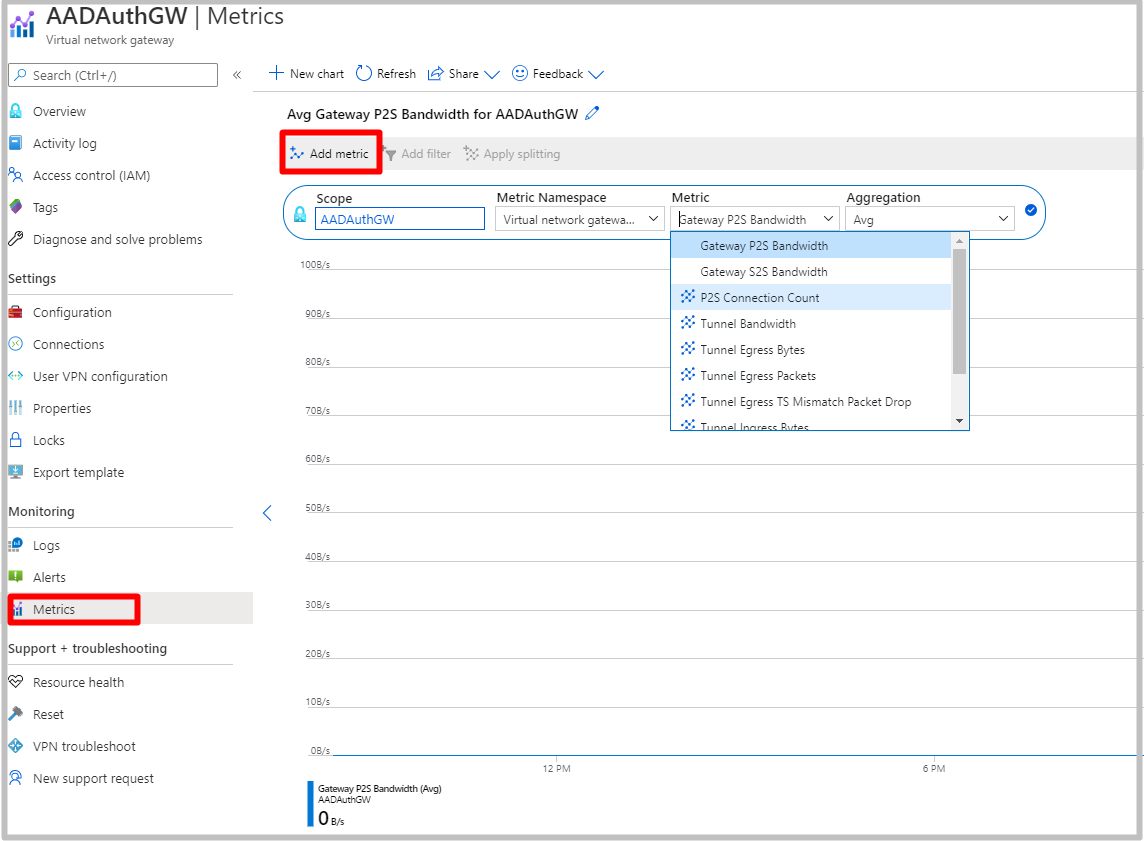 AADAuthGW | Metrics
Virtual network gateway
Search (Ctrl+/)
«
New chart
Refresh
Share
Feedback
Overview
Activity log
Access control (IAM)
Tags
Diagnose and solve problems
Settings
Configuration
Connections
User VPN configuration
Properties
Locks
Export template
Monitoring
Logs
Alerts
Metrics
Support + troubleshooting
Resource health
Reset
VPN troubleshoot
New support request
Avg Gateway P2S Bandwidth for AADAuthGW
Add metric
Add filter
Apply splitting
Scope
AADAuthGW
Metric Namespace
Virtual network gatewa...
Metric
Gateway P2S Bandwidth
Aggregation
Avg
Gateway P2S Bandwidth
Gateway S2S Bandwidth
P2S Connection Count
Tunnel Bandwidth
Tunnel Egress Bytes
Tunnel Egress Packets
Tunnel Egress TS Mismatch Packet Drop
Tunnel Ingress Bytes
100B/s
90B/s
80B/s
70B/s
60B/s
50B/s
40B/s
30B/s
20B/s
10B/s
0B/s
12 PM
6 PM
Gateway P2S Bandwidth (Avg)
AADAuthGW
0 B/s